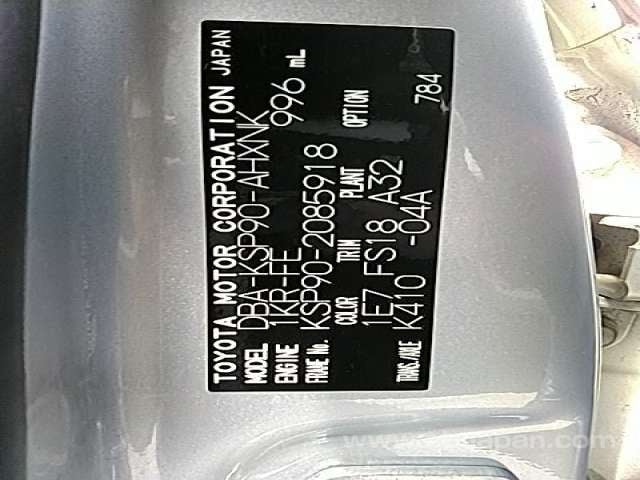 TOYOTA MOTOR CORPORATION JAPAN
MODEL DBA-KSP90-AHXNK
ENGINE 1KR-FE 996 mL
FRAME No. KSP90-2085918
COLOR TRIM PLANT OPTION
1E7 FS18 A32
TRANS./AXLE K410 -04A 784